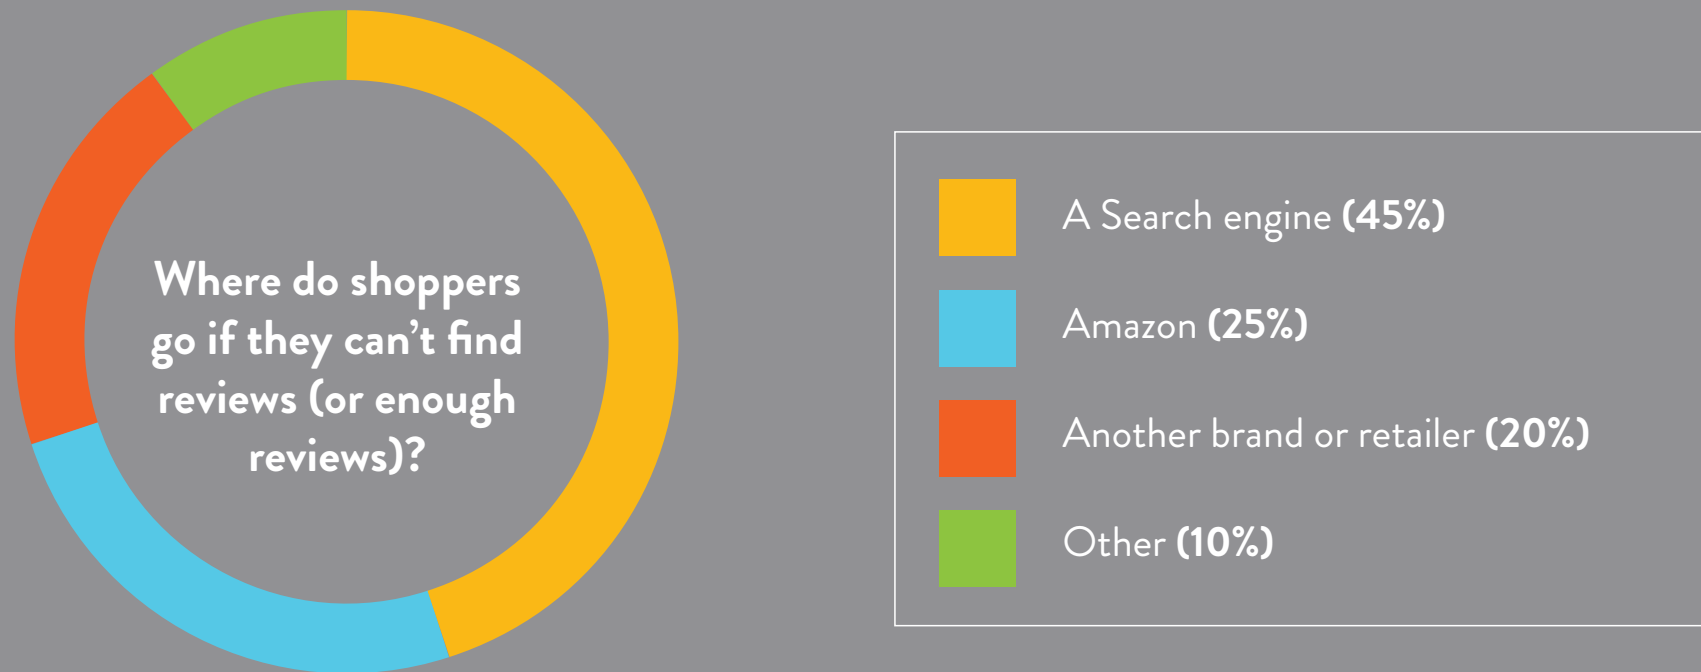 Where do shoppers
go if they can’t find
reviews (or enough
reviews)?
A Search engine (45%)
Amazon (25%)
Another brand or retailer (20%)
Other (10%)